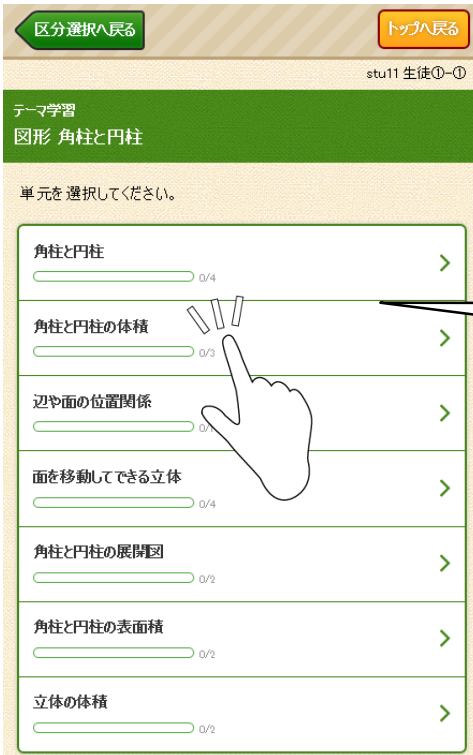 区分選択へ戻る
トップへ戻る
stu11 生徒①-①
テーマ学習
図形 角柱と円柱
単元を選択してください。
角柱と円柱
0/4
角柱と円柱の体積
0/3
辺や面の位置関係
面を移動してできる立体
0/4
角柱と円柱の展開図
0/2
角柱と円柱の表面積
0/2
立体の体積
0/2